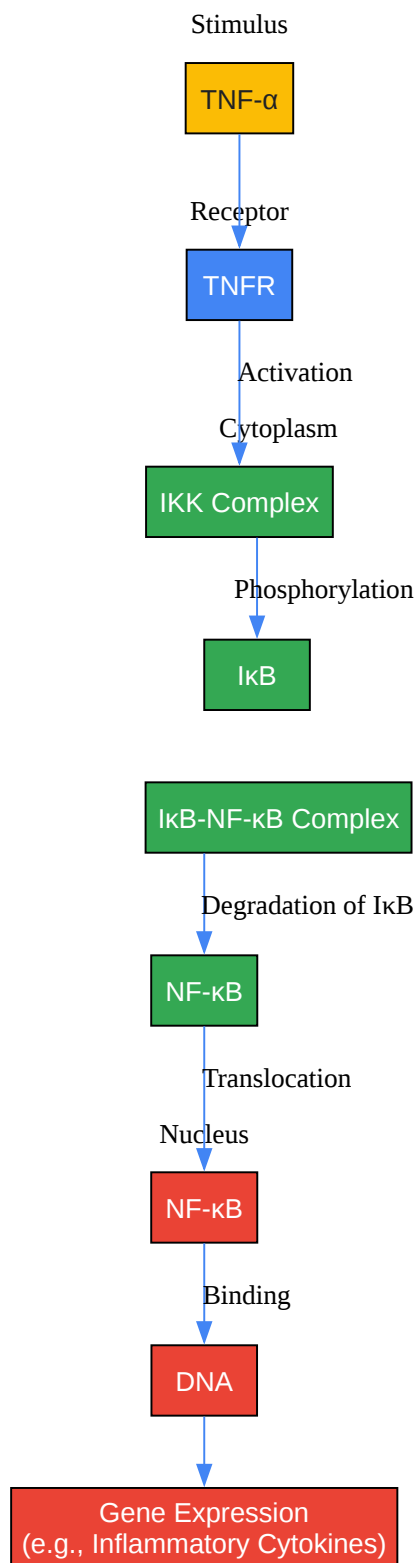 Stimulus
TNF-α
Receptor
TNFR
Activation
Cytoplasm
IKK Complex
Phosphorylation
IκB
IκB-NF-κB Complex
Degradation of IκB
NF-κB
Translocation
Nucleus
NF-κB
Binding
DNA
Gene Expression
(e.g., Inflammatory Cytokines)